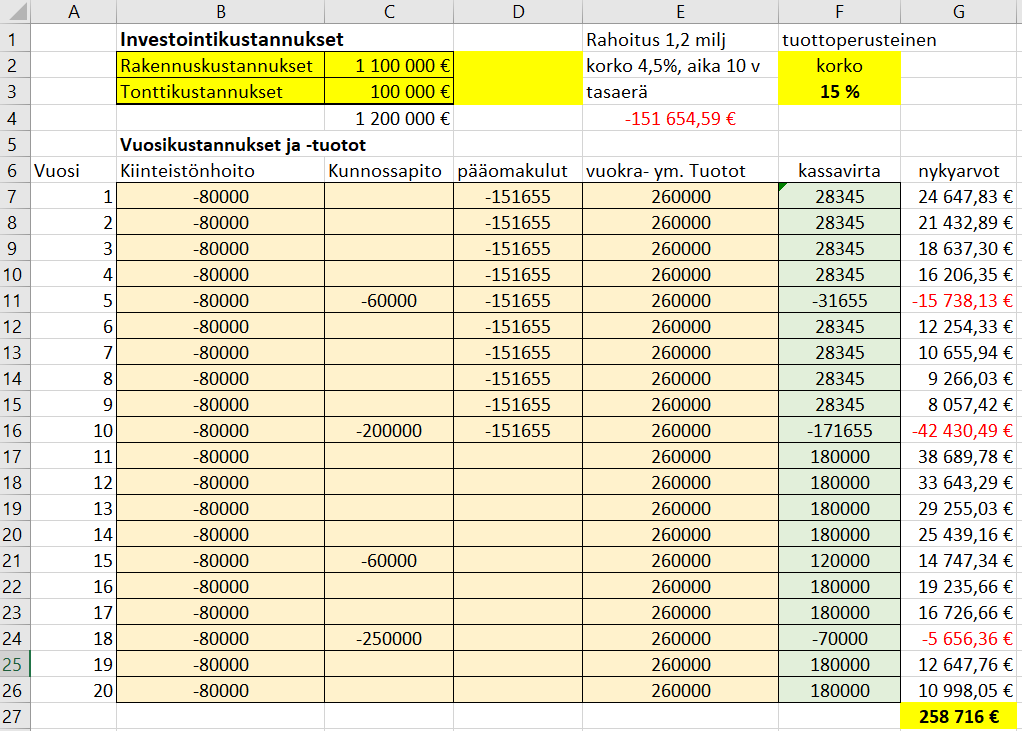 A B C D E F G
1 Investointikustannukset Rahoitus 1,2 milj tuottoperusteinen
2 Rakennuskustannukset 1 100 000 € korko 4,5%, aika 10 v korko
3 Tonttikustannukset 100 000 € tasaerä 15 %
4 1 200 000 € -151 654,59 €
5 Vuosikustannukset ja -tuotot
6 Vuosi Kiinteistönhoito Kunnossapito pääomakulut vuokra- ym. Tuotot kassavirta nykyarvot
7 1 -80000 -151655 260000 28345 24 647,83 €
8 2 -80000 -151655 260000 28345 21 432,89 €
9 3 -80000 -151655 260000 28345 18 637,30 €
10 4 -80000 -151655 260000 28345 16 206,35 €
11 5 -80000 -60000 -151655 260000 -31655 -15 738,13 €
12 6 -80000 -151655 260000 28345 12 254,33 €
13 7 -80000 -151655 260000 28345 10 655,94 €
14 8 -80000 -151655 260000 28345 9 266,03 €
15 9 -80000 -151655 260000 28345 8 057,42 €
16 10 -80000 -200000 -151655 260000 -171655 -42 430,49 €
17 11 -80000 260000 180000 38 689,78 €
18 12 -80000 260000 180000 33 643,29 €
19 13 -80000 260000 180000 29 255,03 €
20 14 -80000 260000 180000 25 439,16 €
21 15 -80000 -60000 260000 120000 14 747,34 €
22 16 -80000 260000 180000 19 235,66 €
23 17 -80000 260000 180000 16 726,66 €
24 18 -80000 -250000 260000 -70000 -5 656,36 €
25 19 -80000 260000 180000 12 647,76 €
26 20 -80000 260000 180000 10 998,05 €
27 258 716 €